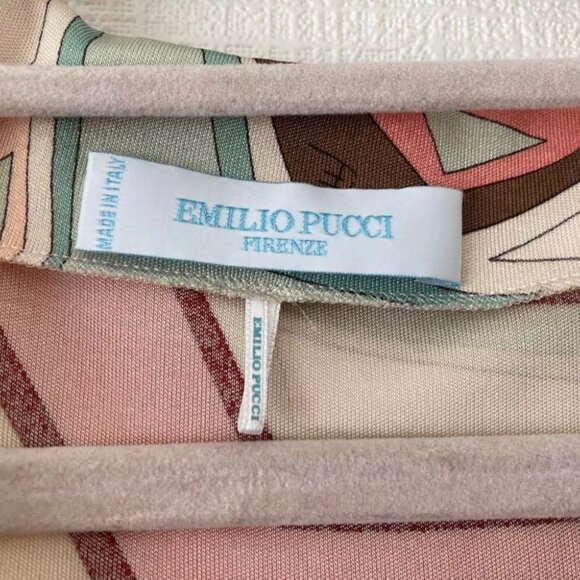 MADE IN ITALY
EMILIO PUCCI
FIRENZE
EMILIO PUCCI